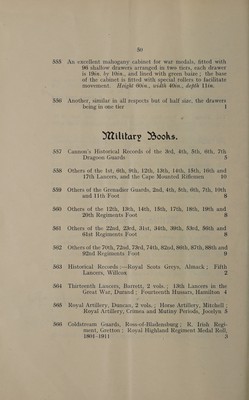 80
555 An excellent mahogany cabinet for war medals, fitted with
96 shallow drawers arranged in two tiers, each drawer
is 19in. by 19in., and lined with green baize ; the base
of the cabinet is fitted with special rollers to facilitate
movement. Height 60in., width 40in., depth 11in.
556 Another, similar in all respects but of half size, the drawers
being in one tier 1
Military Books.
557 Cannon's Historical Records of the 3rd, 4th, 5th, 6th, 7th
Dragoon Guards 5
558 Others of the 1st, 6th, 9th, 12th, 13th, 14th, 15th, 16th and
17th Lancers, and the Cape Mounted Riflemen 10
559 Others of the Grenadier Guards, 2nd, 4th, 5th, 6th, 7th, 10th
and 11th Foot 8
560 Others of the 12th, 13th, 14th, 15th, 17th, 18th, 19th and
20th Regiments Foot 8
561 Others of the 22nd, 23rd, 31st, 34th, 39th, 53rd, 56th and
61st Regiments Foot 8
562 Others of the 70th, 72nd, 73rd, 74th, 82nd, 86th, 87th, 88th and
92nd Regiments Foot 9
563 Historical Records :—Royal Scots Greys, Almack ; Fifth
Lancers, Willcox 2
564 Thirteenth Lancers, Barrett, 2 vols. ; 13th Lancers in the
Great War, Durand ; Fourteenth Hussars, Hamilton 4
565 Royal Artillery, Duncan, 2 vols. ; Horse Artillery, Mitchell ;
Royal Artillery, Crimea and Mutiny Periods, Jocelyn 5
566 Coldstream Guards, Ross-of-Bladensburg ; R. Irish Regi-
ment, Gretton ; Royal Highland Regiment Medal Roll,
1801-1911 3